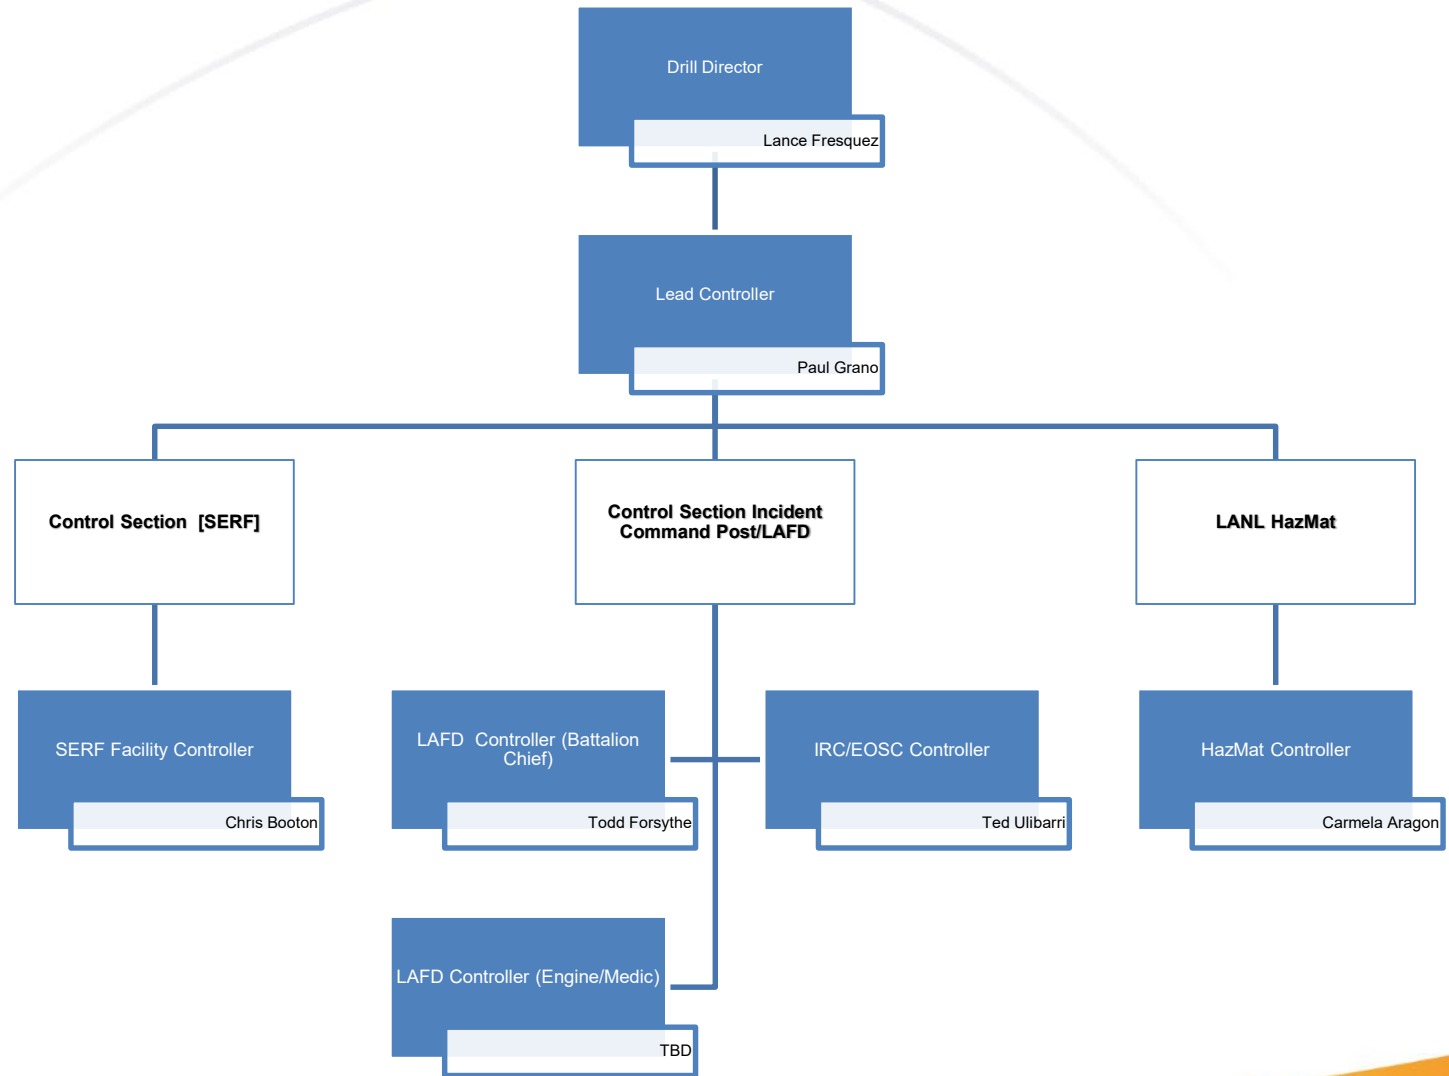 Drill Director
Lance Fresquez
Lead Controller
Paul Grano
Control Section  [SERF]
Control Section Incident
Command Post/LAFD
LANL HazMat
SERF Facility Controller
Chris Booton
LAFD  Controller (Battalion
Chief)
Todd Forsythe
IRC/EOSC Controller
Ted Ulibarri
HazMat Controller
Carmela Aragon
LAFD Controller (Engine/Medic)
TBD